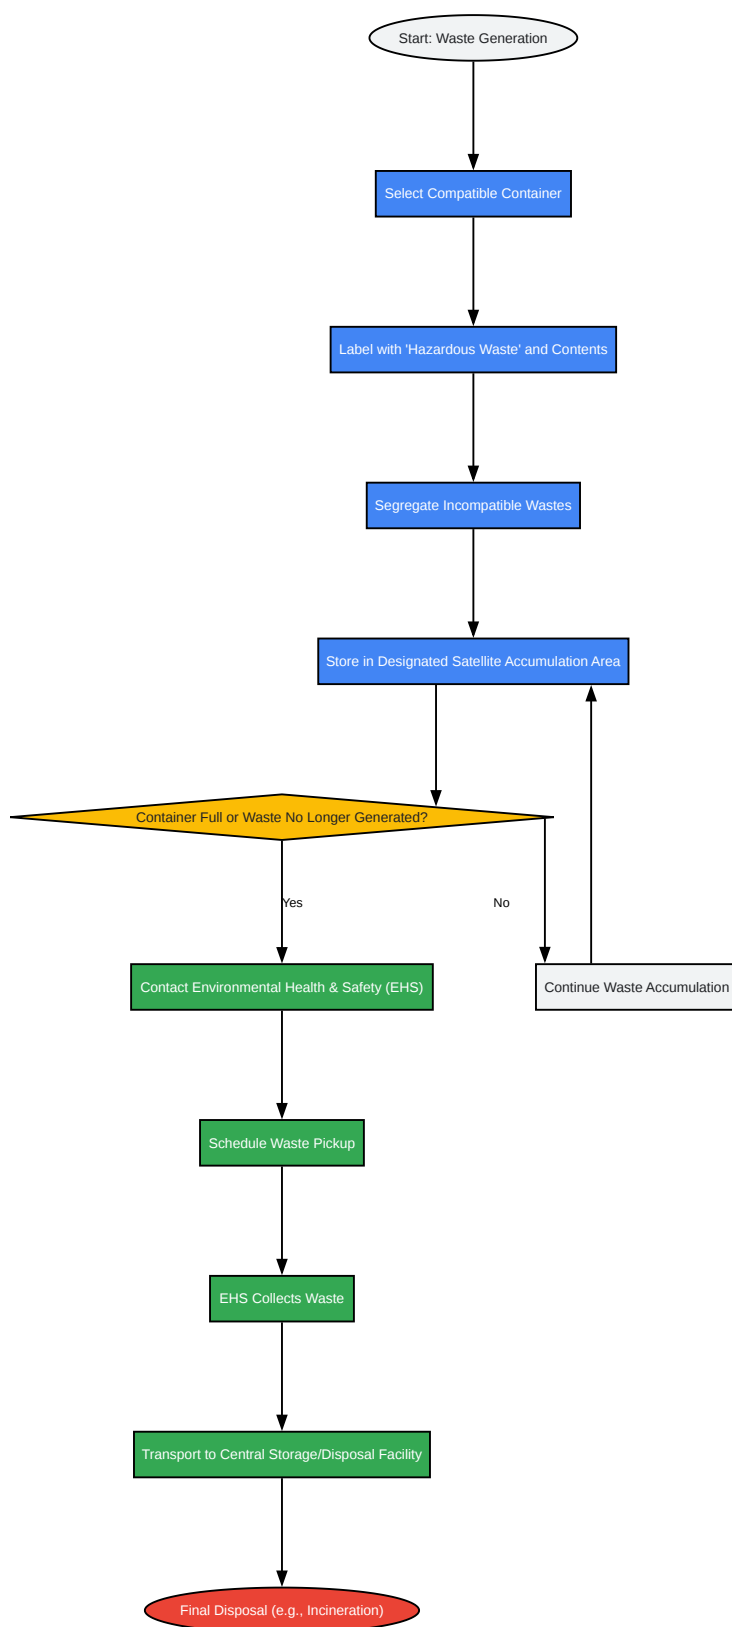 Start: Waste Generation
Select Compatible Container
Label with 'Hazardous Waste' and Contents
Segregate Incompatible Wastes
Store in Designated Satellite Accumulation Area
Container Full or Waste No Longer Generated?
Yes
No
Contact Environmental Health & Safety (EHS)
Continue Waste Accumulation
Schedule Waste Pickup
EHS Collects Waste
Transport to Central Storage/Disposal Facility
Final Disposal (e.g., Incineration)